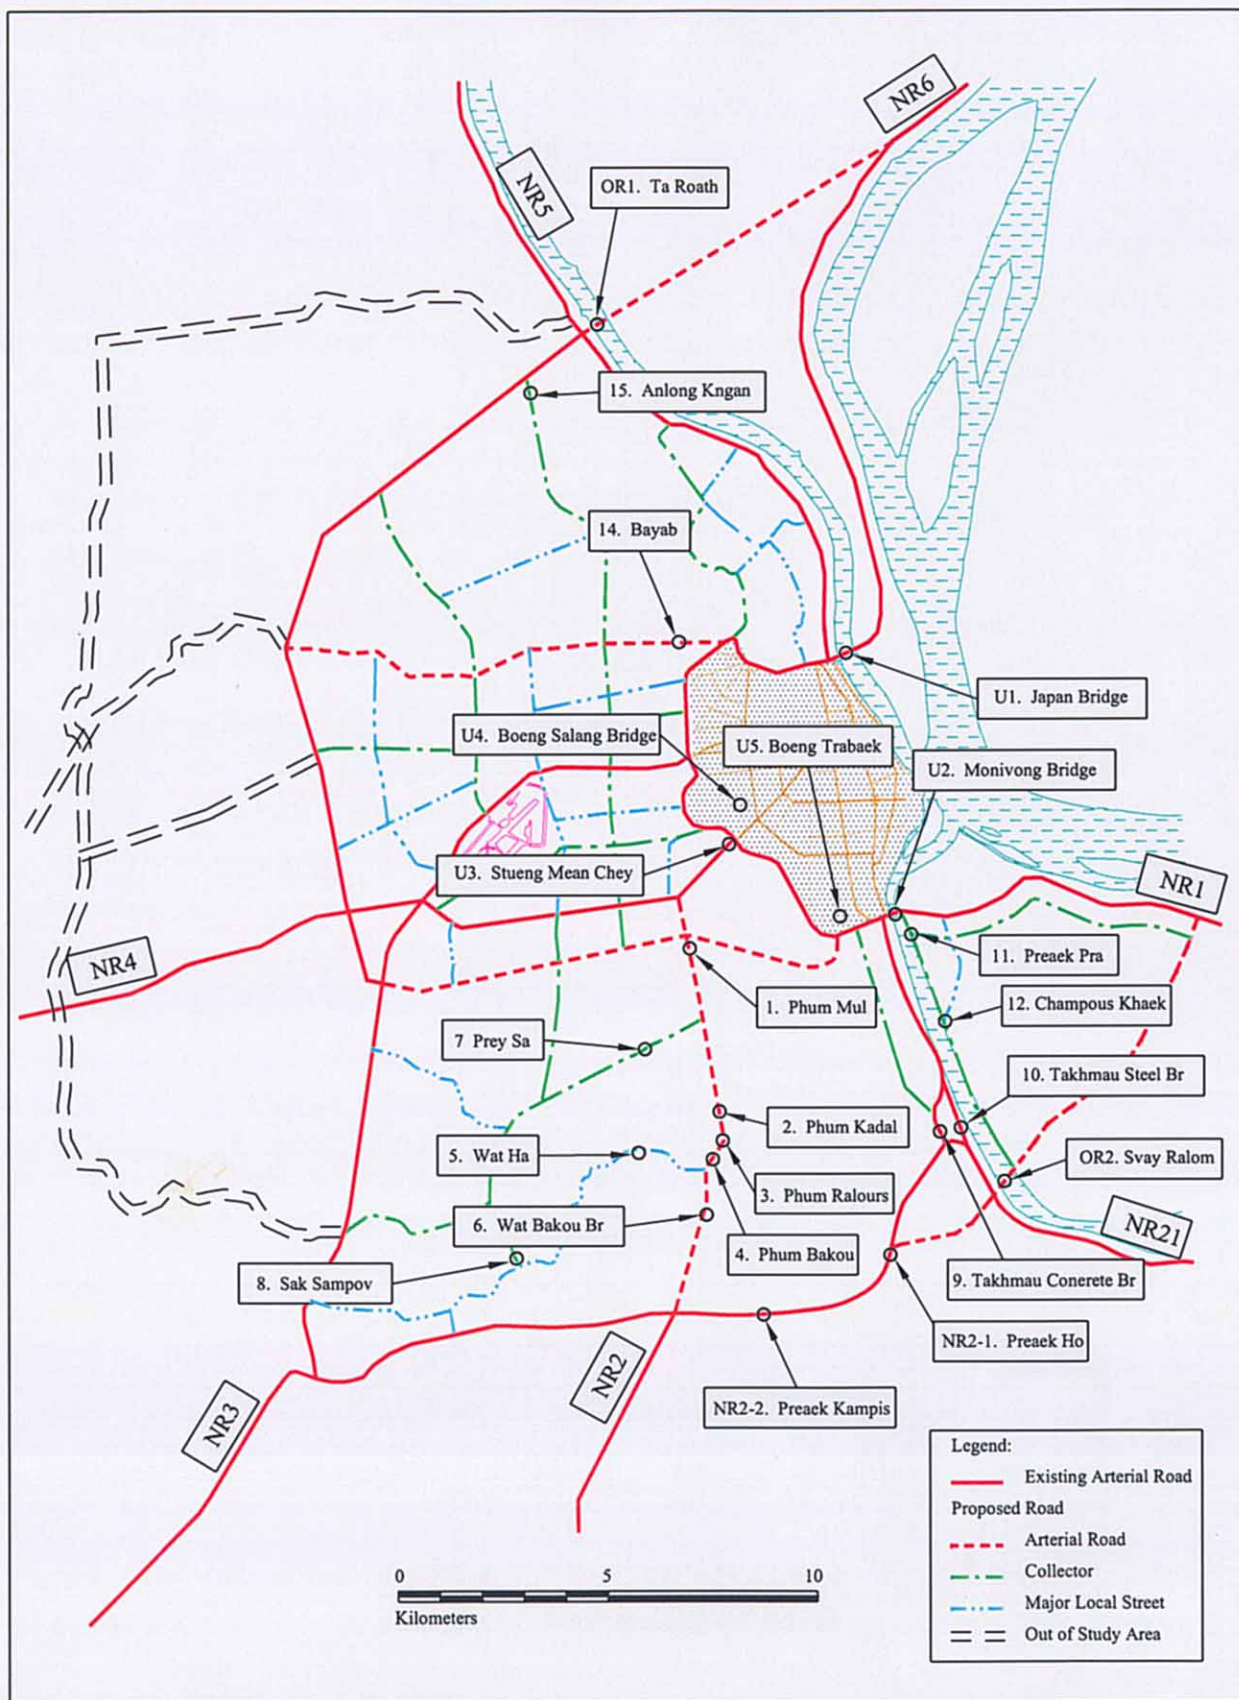 NR6
NR5
OR1. Ta Roath
15. Anlong Kngan
14. Bayab
U1. Japan Bridge
U4. Boeng Salang Bridge
U5. Boeng Trabaek
U2. Monivong Bridge
U3. Stueng Mean Chey
NR1
NR4
11. Preaek Pra
1. Phum Mul
12. Champous Khaek
7 Prey Sa
10. Takhmau Steel Br
2. Phum Kadal
5. Wat Ha
OR2. Svay Ralom
3. Phum Ralours
6. Wat Bakou Br
NR21
4. Phum Bakou
8. Sak Sampov
9. Takhmau Conerete Br
NR2-1. Preaek Ho
NR2
NR2-2. Preaek Kampis
NR3
Legend:
Existing Arterial Road
Proposed Road
Arterial Road
Collector
Major Local Street
Out of Study Area
0 5 10
Kilometers